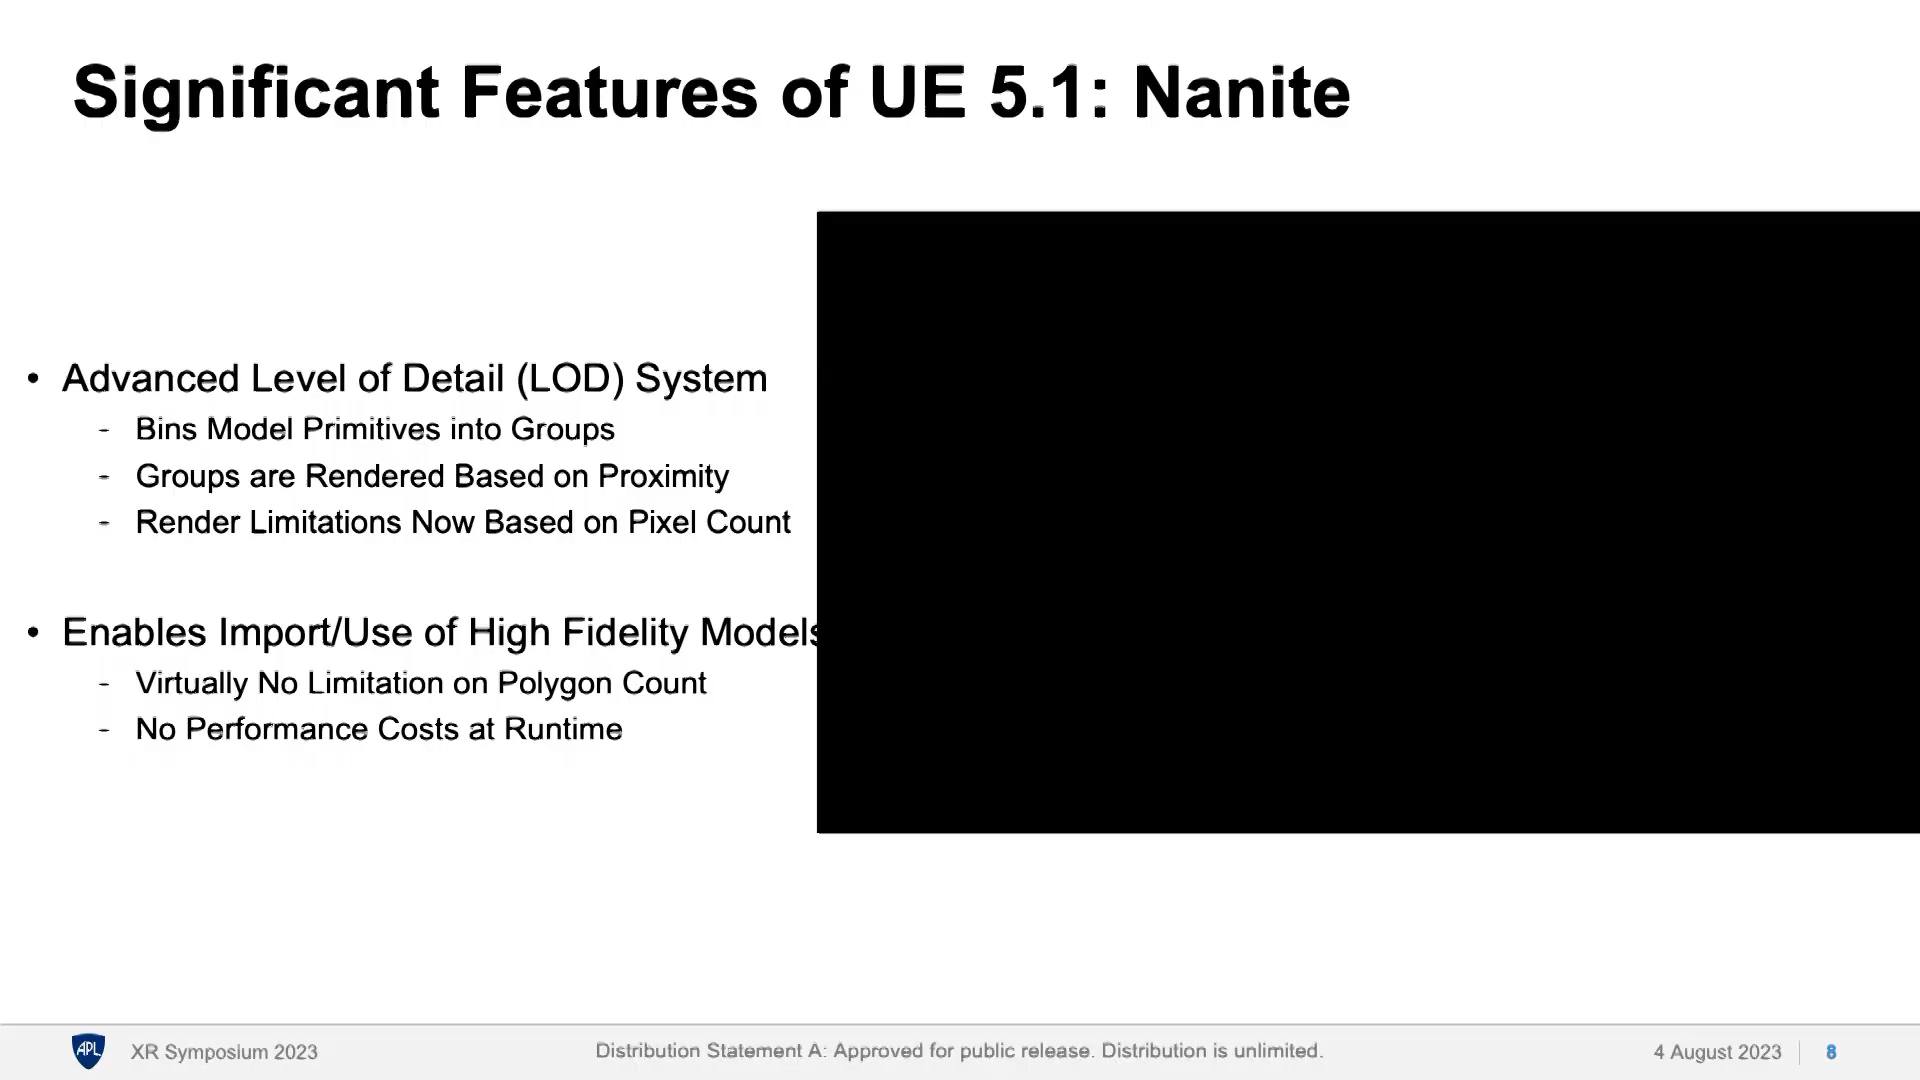 Significant Features of UE 5.1: Nanite
• Advanced Level of Detail (LOD) System
- Bins Model Primitives into Groups
- Groups are Rendered Based on Proximity
- Render Limitations Now Based on Pixel Count
• Enables Import/Use of High Fidelity Models
- Virtually No Limitation on Polygon Count
- No Performance Costs at Runtime
APL
XR Symposium 2023
Distribution Statement A: Approved for public release. Distribution is unlimited.
4 August 2023
8